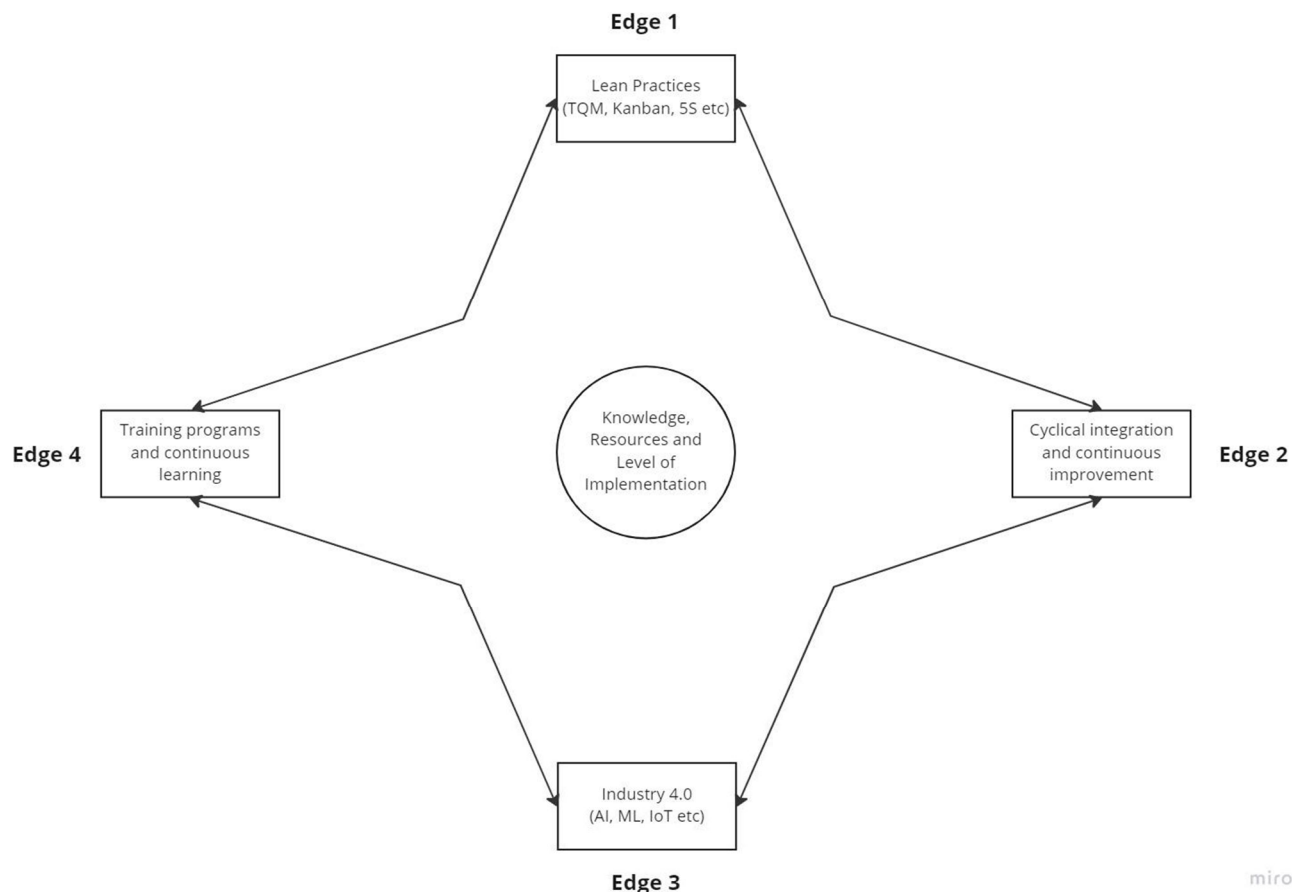 Edge 1
Lean Practices
(TQM, Kanban, 5S etc)
Edge 4
Training programs
and continuous
learning
Knowledge,
Resources and
Level of
Implementation
Cyclical integration
and continuous
improvement
Edge 2
Industry 4.0
(AI, ML, IoT etc)
Edge 3
miro